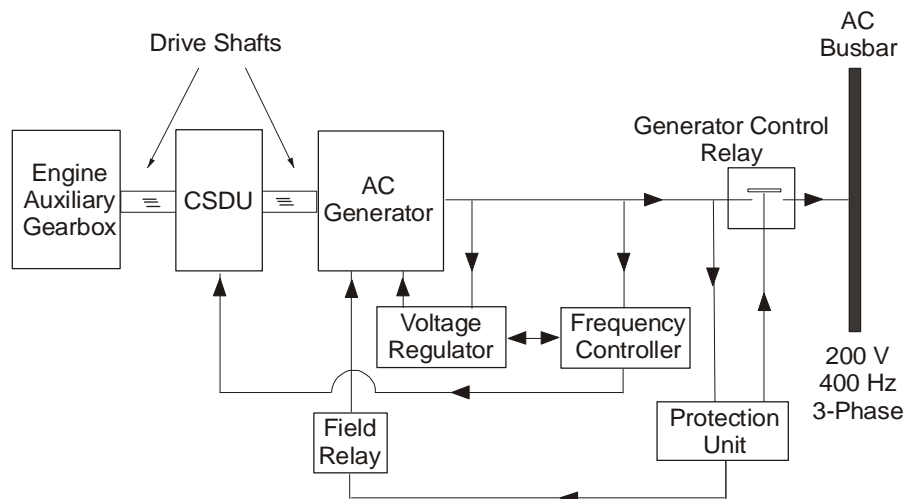 Drive Shafts
AC
Busbar
Generator Control
Relay
Engine
Auxiliary
Gearbox
CSDU
AC
Generator
Voltage
Regulator
Frequency
Controller
200 V
400 Hz
3-Phase
Field
Relay
Protection
Unit